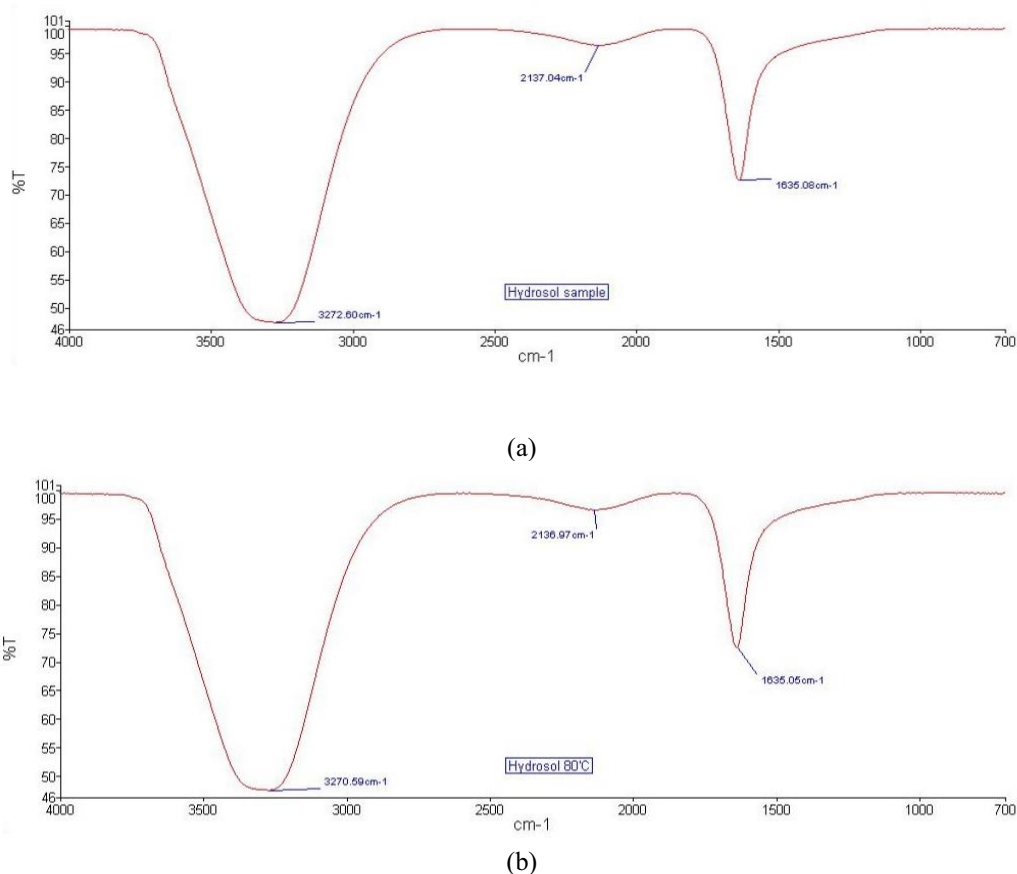 101
100
95
90
85
80
75
70
65
60
55
50
46
%T
2137.04cm-1
1635.08cm-1
Hydrosol sample
3272.60cm-1
4000 3500 3000 2500 2000 1500 1000 700
cm-1
(a)
101
100
95
90
85
80
75
70
65
60
55
50
46
%T
2136.97cm-1
1635.05cm-1
Hydrosol 80'C
3270.59cm-1
4000 3500 3000 2500 2000 1500 1000 700
cm-1
(b)